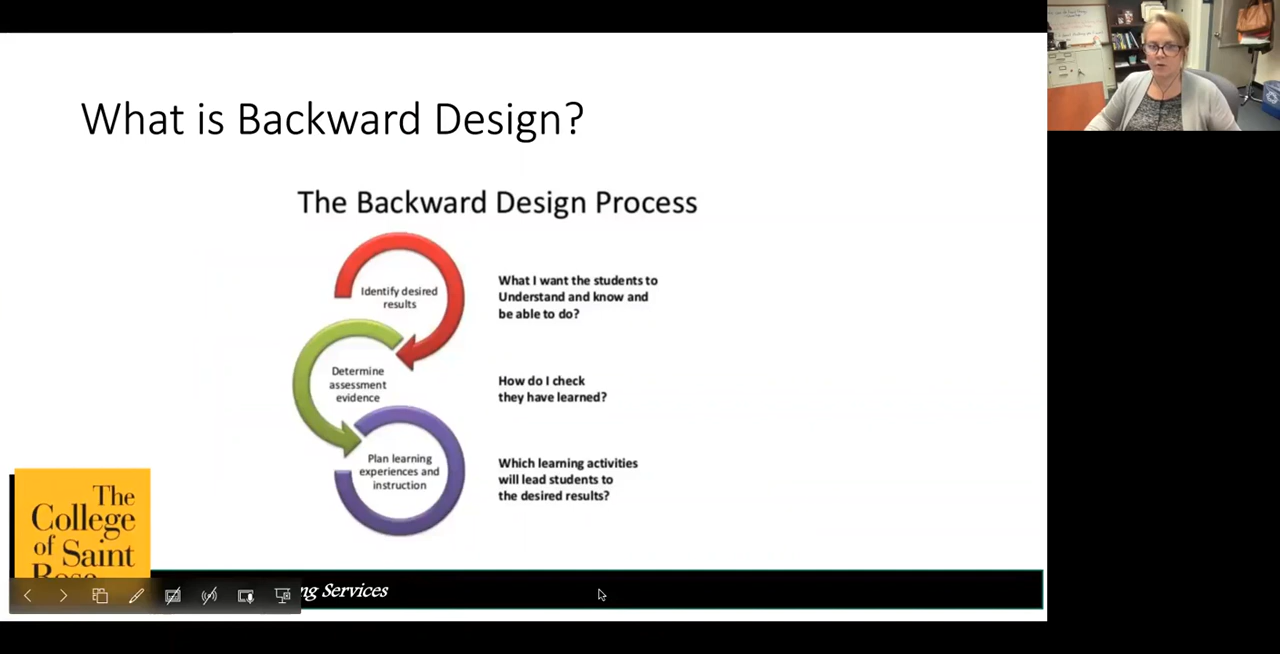 What is Backward Design?
The Backward Design Process
Identify desired
results
What I want the students to
Understand and know and
be able to do?
Determine
assessment
evidence
How do I check
they have learned?
Plan learning
experiences and
instruction
Which learning activities
will lead students to
the desired results?
The
College
of Saint
Rose
ng Services